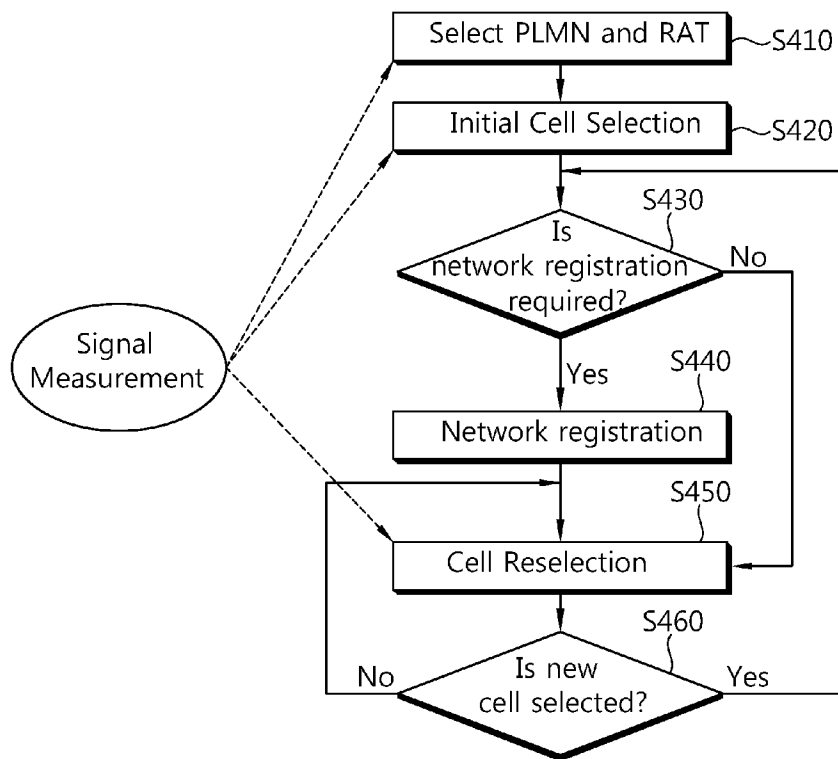 Select PLMN and RAT
S410
Initial Cell Selection
S420
S430
Is
network registration
required?
No
Signal
Measurement
Yes
S440
Network registration
S450
Cell Reselection
S460
No
Is new
cell selected?
Yes